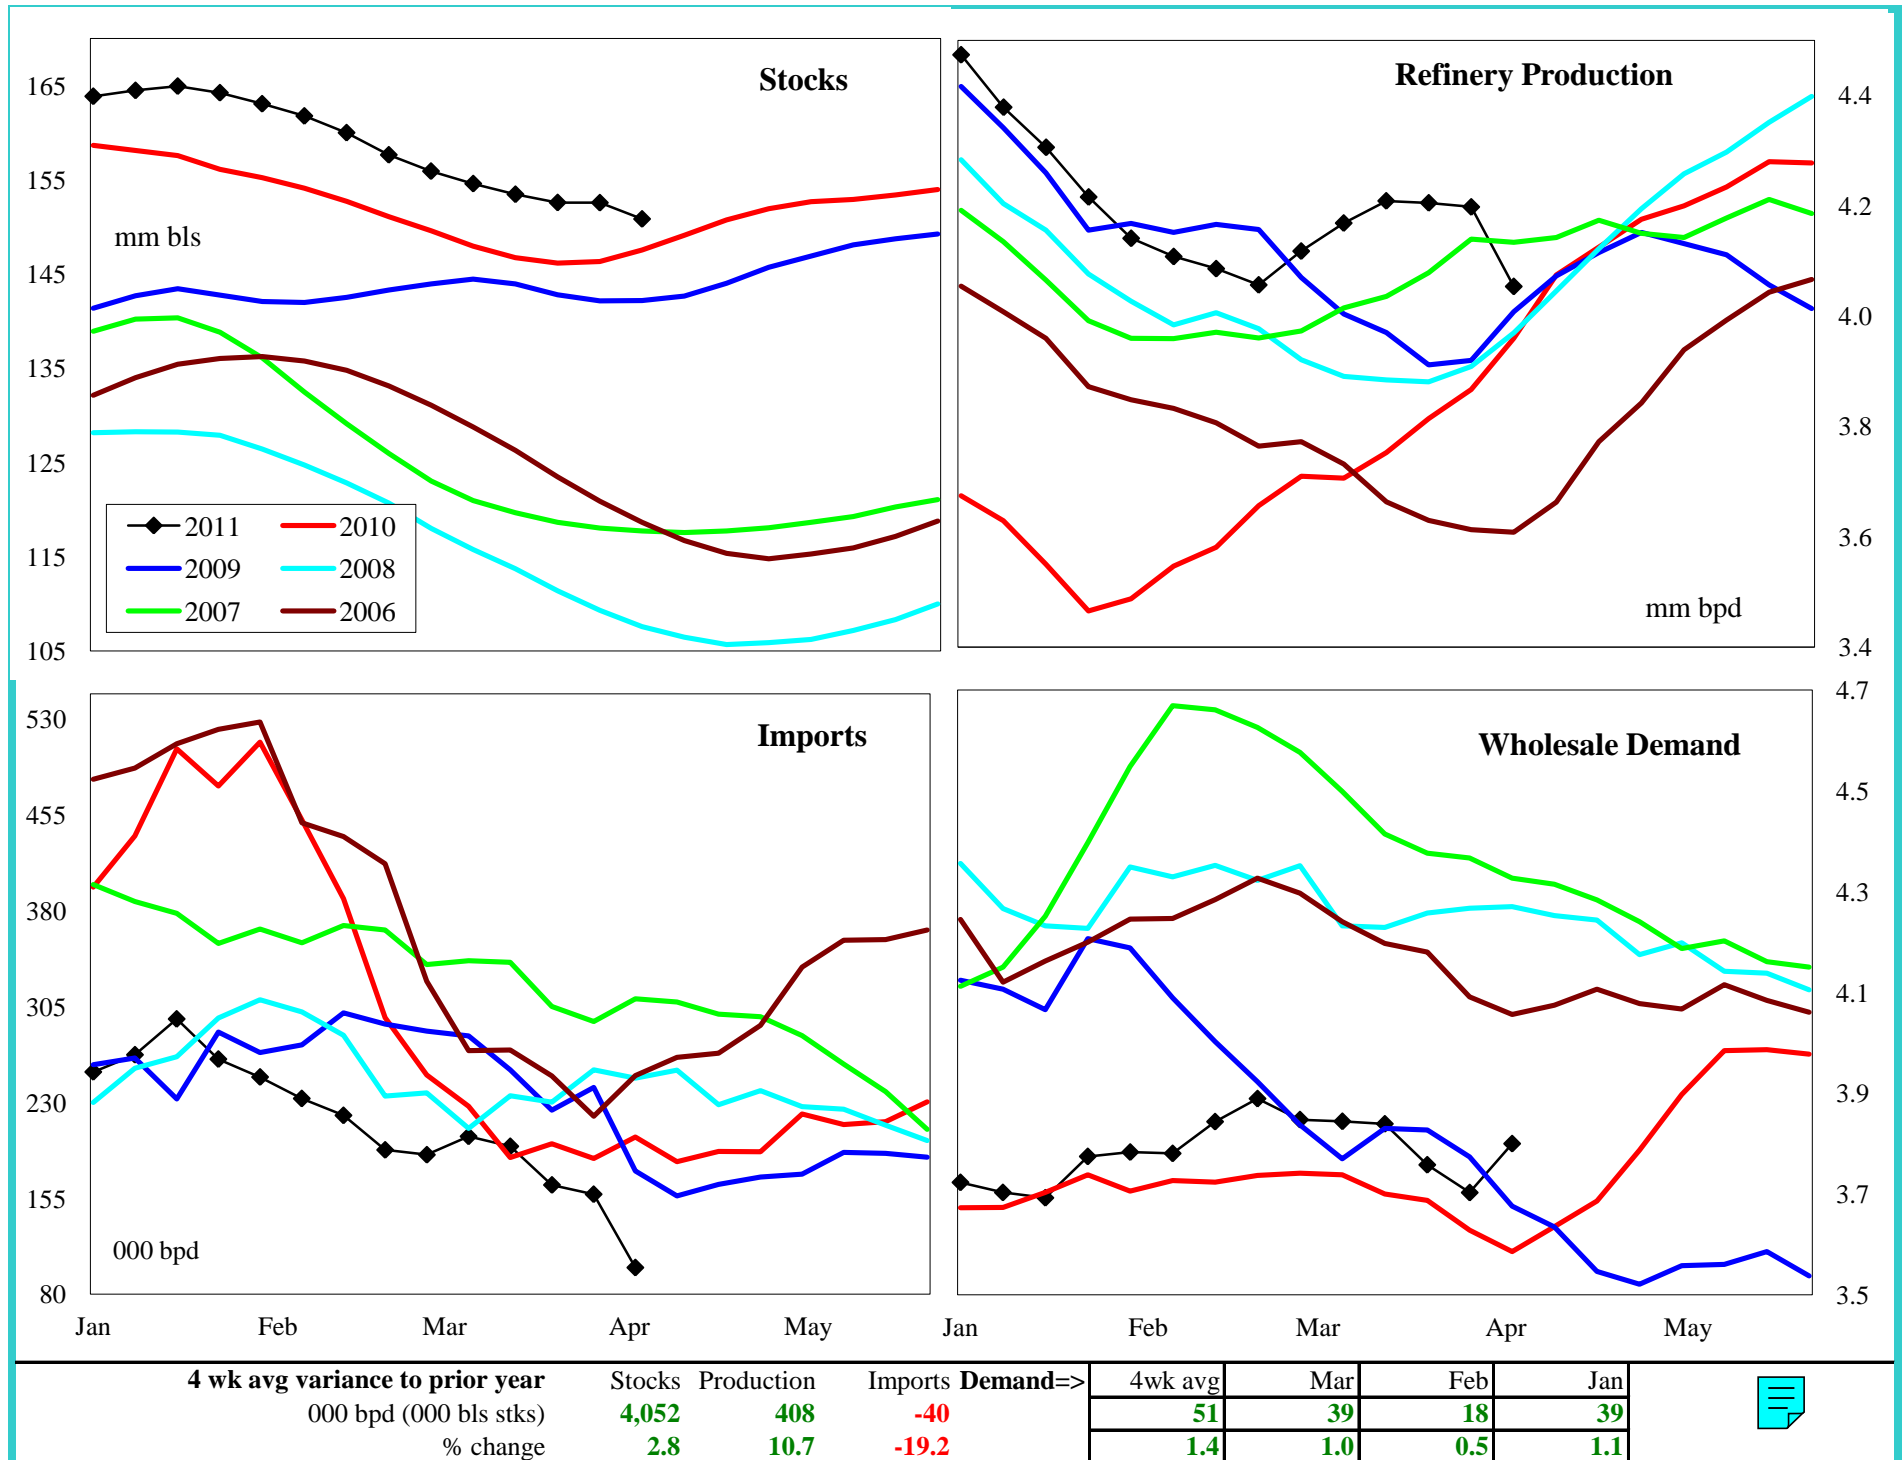 Stocks
165
155
145
135
125
115
105
mm bls
2011 2010
2009 2008
2007 2006
Refinery Production
4.4
4.2
4.0
3.8
3.6
3.4
mm bpd
Imports
530
455
380
305
230
155
80
000 bpd
Jan Feb Mar Apr May
Wholesale Demand
4.7
4.5
4.3
4.1
3.9
3.7
3.5
Jan Feb Mar Apr May
4 wk avg variance to prior year Stocks Production Imports Demand=> 4wk avg Mar Feb Jan
000 bpd (000 bls stks) 4,052 408 -40 51 39 18 39
% change 2.8 10.7 -19.2 1.4 1.0 0.5 1.1